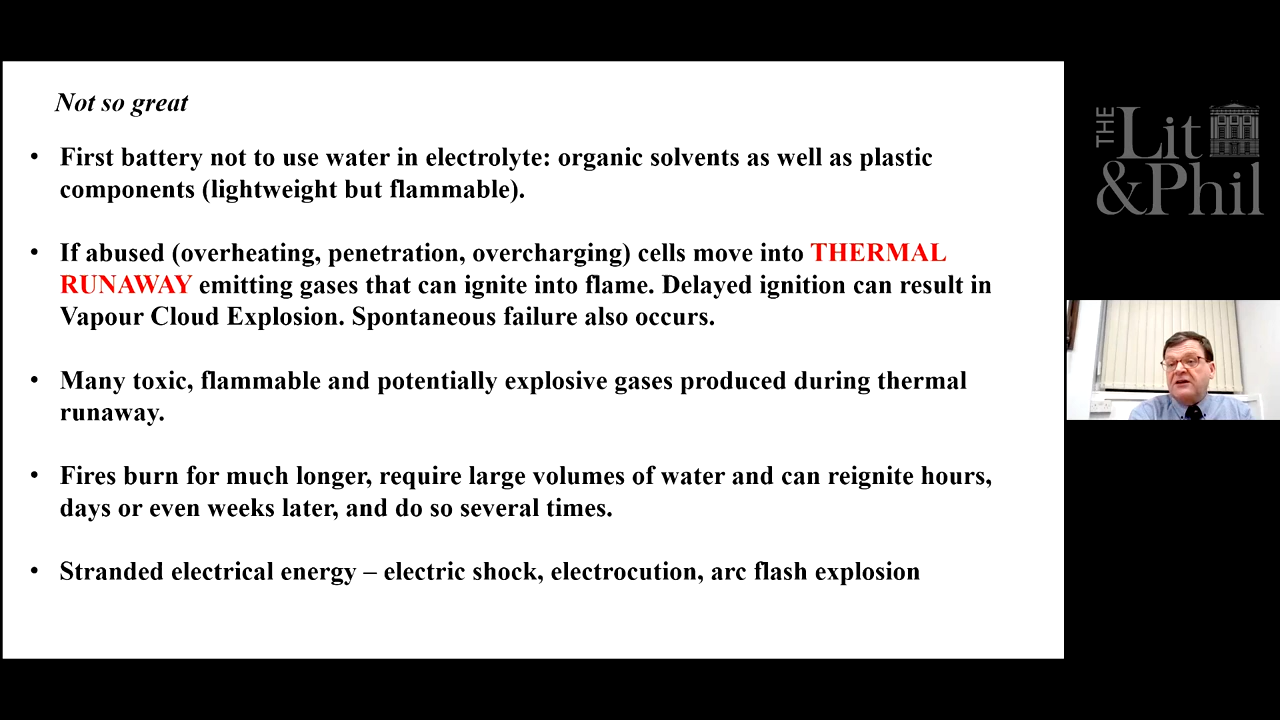 Not so great
• First battery not to use water in electrolyte: organic solvents as well as plastic
components (lightweight but flammable).
• If abused (overheating, penetration, overcharging) cells move into THERMAL
RUNAWAY emitting gases that can ignite into flame. Delayed ignition can result in
Vapour Cloud Explosion. Spontaneous failure also occurs.
• Many toxic, flammable and potentially explosive gases produced during thermal
runaway.
• Fires burn for much longer, require large volumes of water and can reignite hours,
days or even weeks later, and do so several times.
• Stranded electrical energy – electric shock, electrocution, arc flash explosion
THE Lit
&Phil